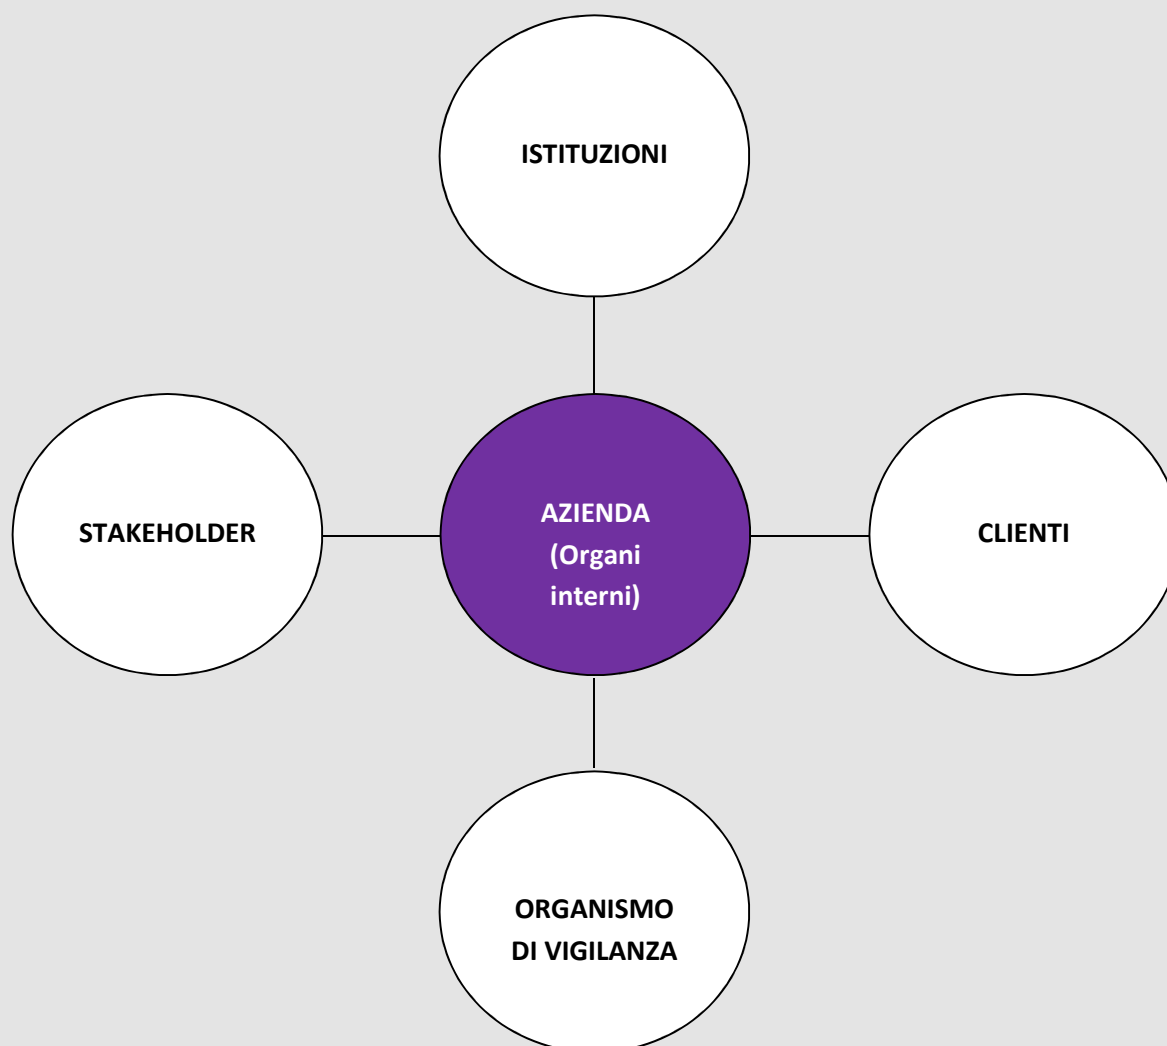 ISTITUZIONI
STAKEHOLDER
AZIENDA
(Organi
interni)
CLIENTI
ORGANISMO
DI VIGILANZA